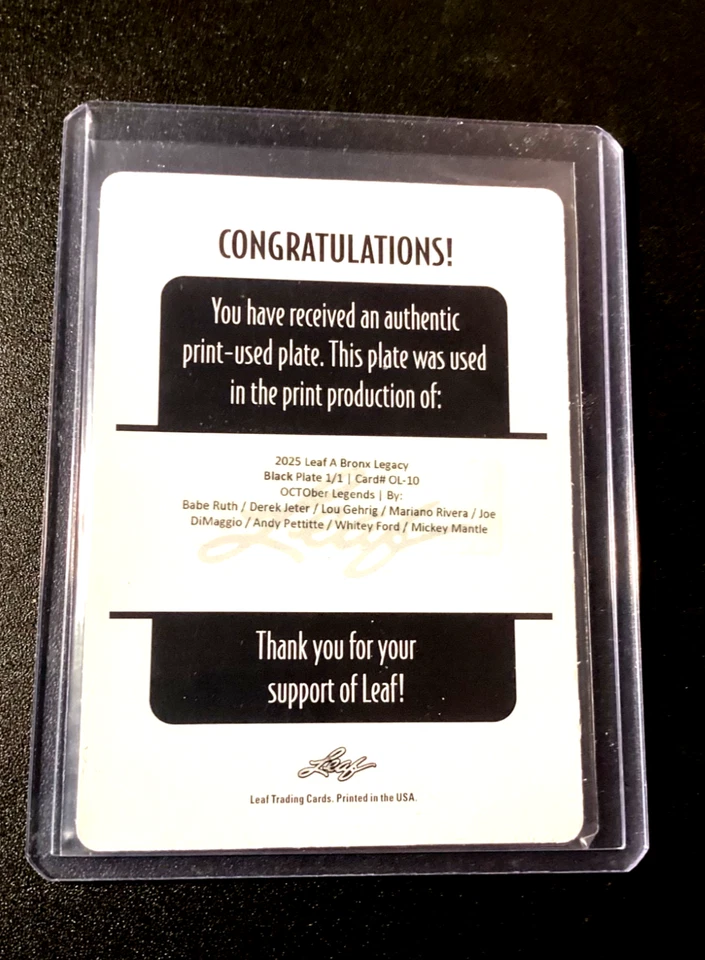 CONGRATULATIONS!
You have received an authentic
print-used plate. This plate was used
in the print production of:
2025 Leaf A Bronx Legacy
Black Plate 1/1 | Card# OL-10
OCTOber Legends | By:
Babe Ruth / Derek Jeter / Lou Gehrig / Mariano Rivera / Joe
DiMaggio / Andy Pettitte / Whitey Ford / Mickey Mantle
Leaf
Thank you for your
support of Leaf!
Leaf
Leaf Trading Cards. Printed in the USA.